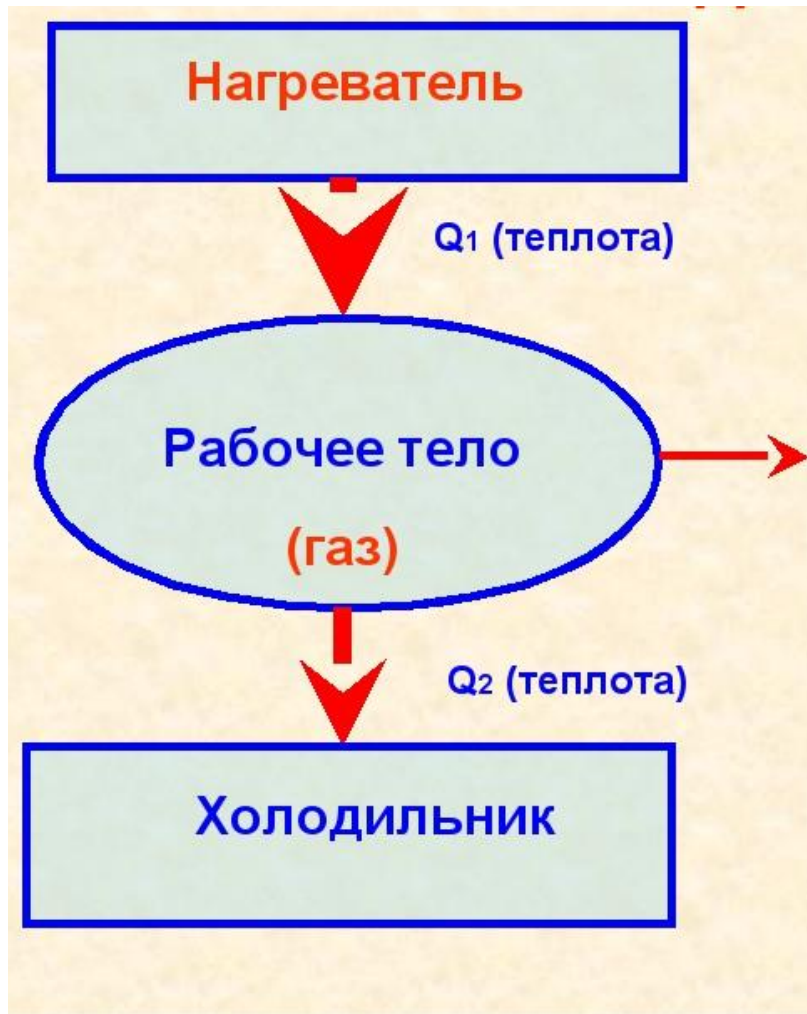 Нагреватель
Q1 (теплота)
Рабочее тело
(газ)
Q2 (теплота)
Холодильник